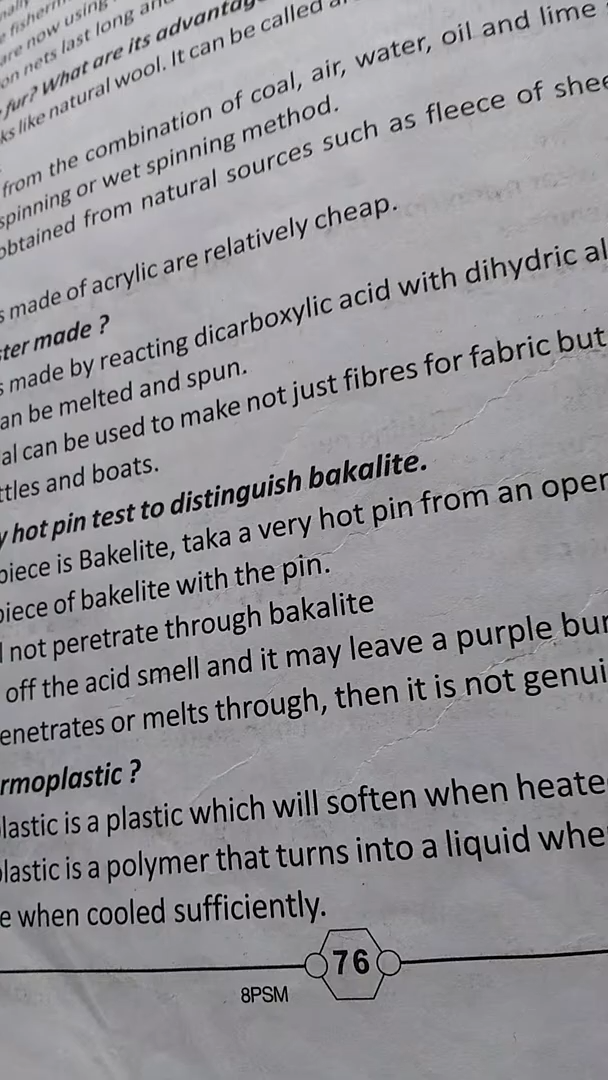 are now using
on nets last long an
fur? What are its advantag
ks like natural wool. It can be called
from the combination of coal, air, water, oil and lime
spinning or wet spinning method.
obtained from natural sources such as fleece of shee
s made of acrylic are relatively cheap.
ster made ?
s made by reacting dicarboxylic acid with dihydric al
an be melted and spun.
al can be used to make not just fibres for fabric but
ttles and boats.
y hot pin test to distinguish bakalite.
piece is Bakelite, taka a very hot pin from an oper
piece of bakelite with the pin.
l not peretrate through bakalite
off the acid smell and it may leave a purple bur
enetrates or melts through, then it is not genui
rmoplastic ?
lastic is a plastic which will soften when heate
plastic is a polymer that turns into a liquid whe
e when cooled sufficiently.
76
8PSM